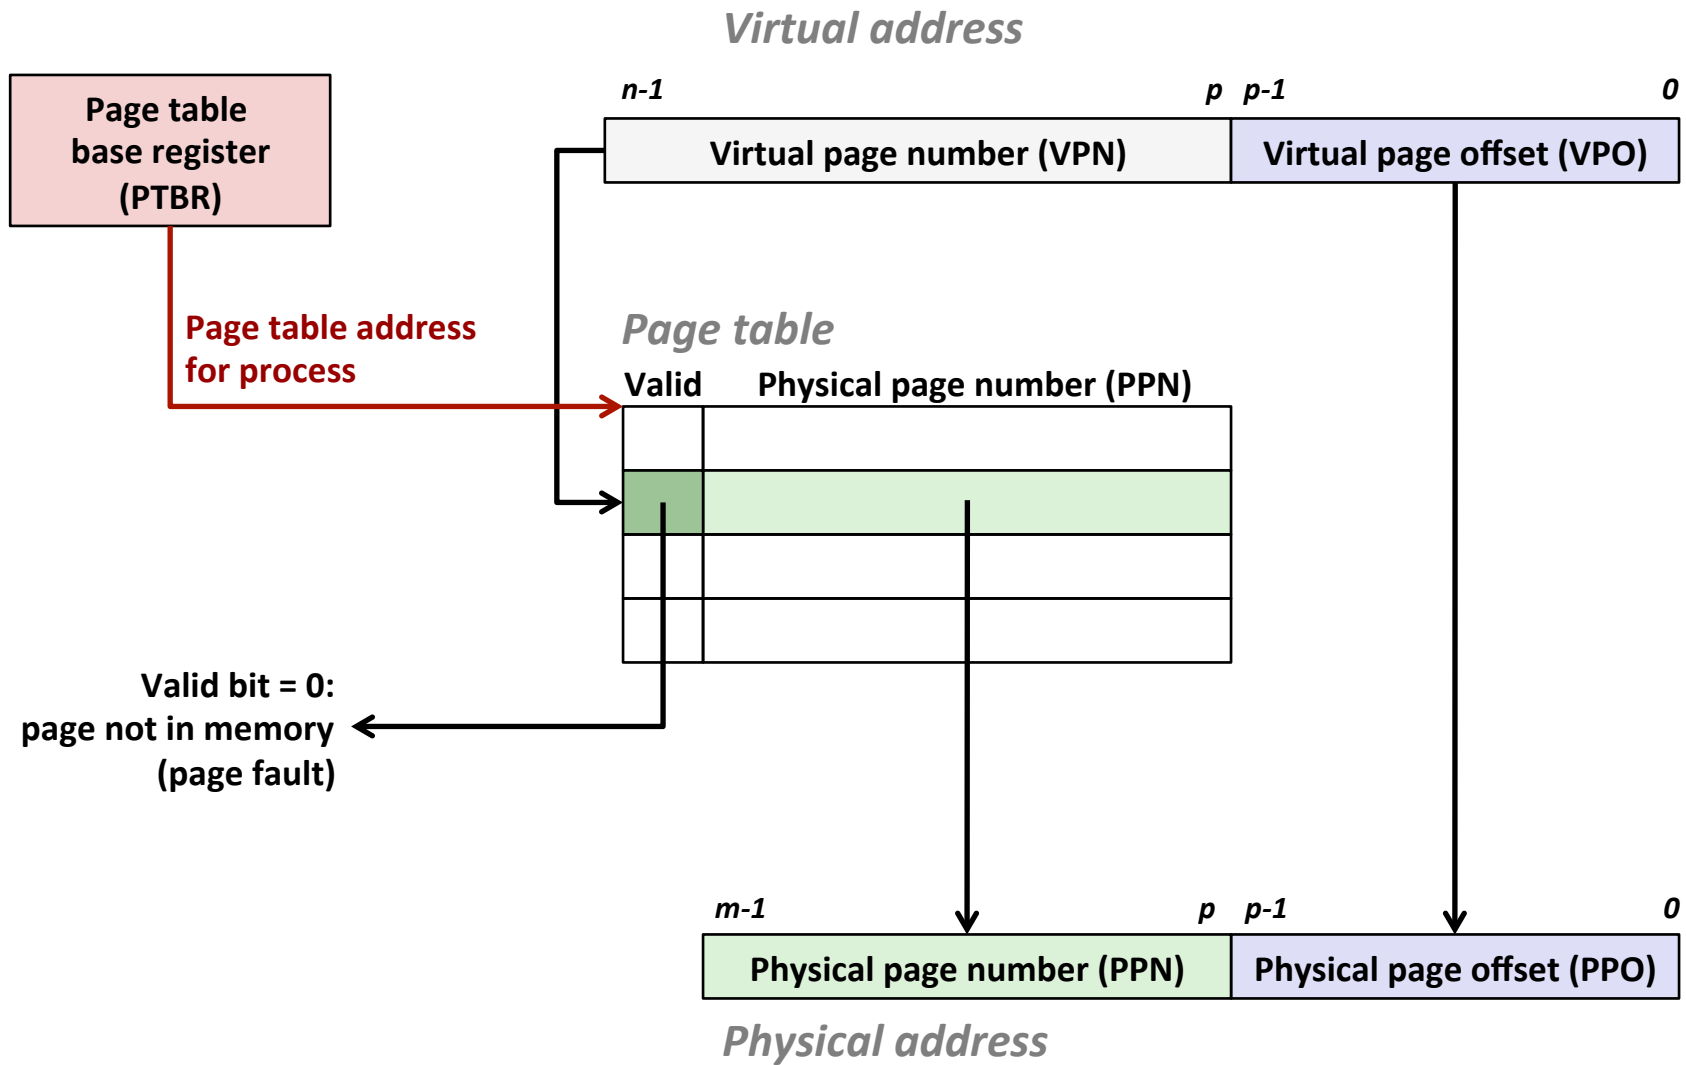 Virtual address
Page table
base register
(PTBR)
n-1 p p-1 0
Virtual page number (VPN) Virtual page offset (VPO)
Page table address
for process
Page table
Valid Physical page number (PPN)
Valid bit = 0:
page not in memory
(page fault)
m-1 p p-1 0
Physical page number (PPN) Physical page offset (PPO)
Physical address